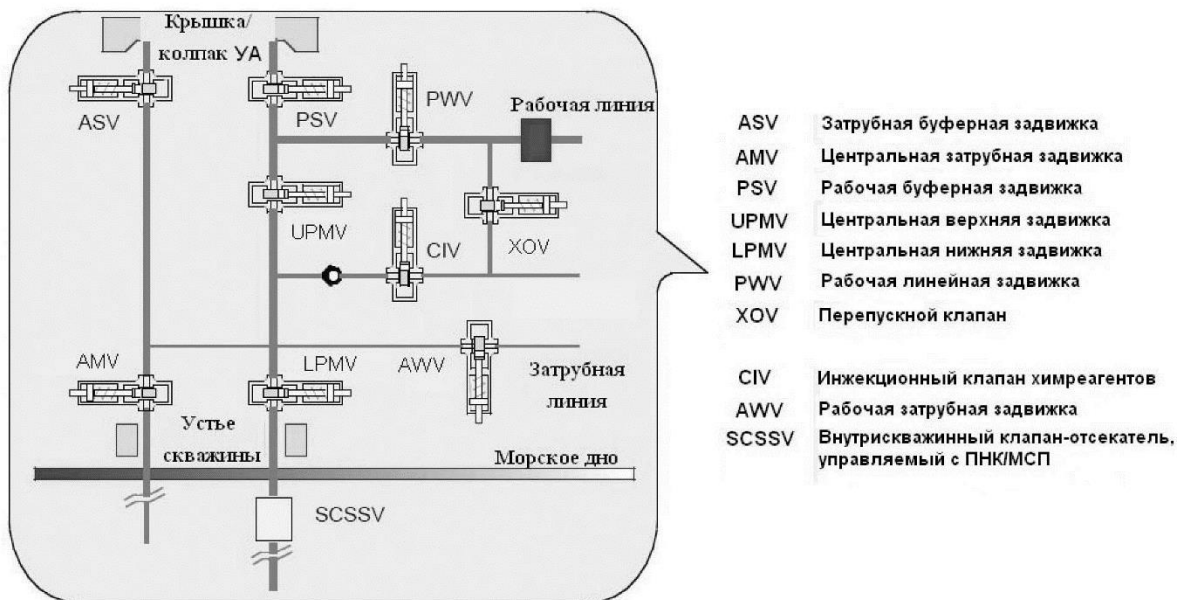 Крышка/
колпак УА
ASV
PSV
PWV
Рабочая линия
UPMV
CIV
XOV
AMV
LPMV
AWV
Затрубная
линия
Устье
скважины
Морское дно
SCSSV
ASV Затрубная буферная задвижка
AMV Центральная затрубная задвижка
PSV Рабочая буферная задвижка
UPMV Центральная верхняя задвижка
LPMV Центральная нижняя задвижка
PWV Рабочая линейная задвижка
XOV Перепускной клапан
CIV Инжекционный клапан химреагентов
AWV Рабочая затрубная задвижка
SCSSV Внутрискважинный клапан-отсекатель,
управляемый с ПНК/МСП